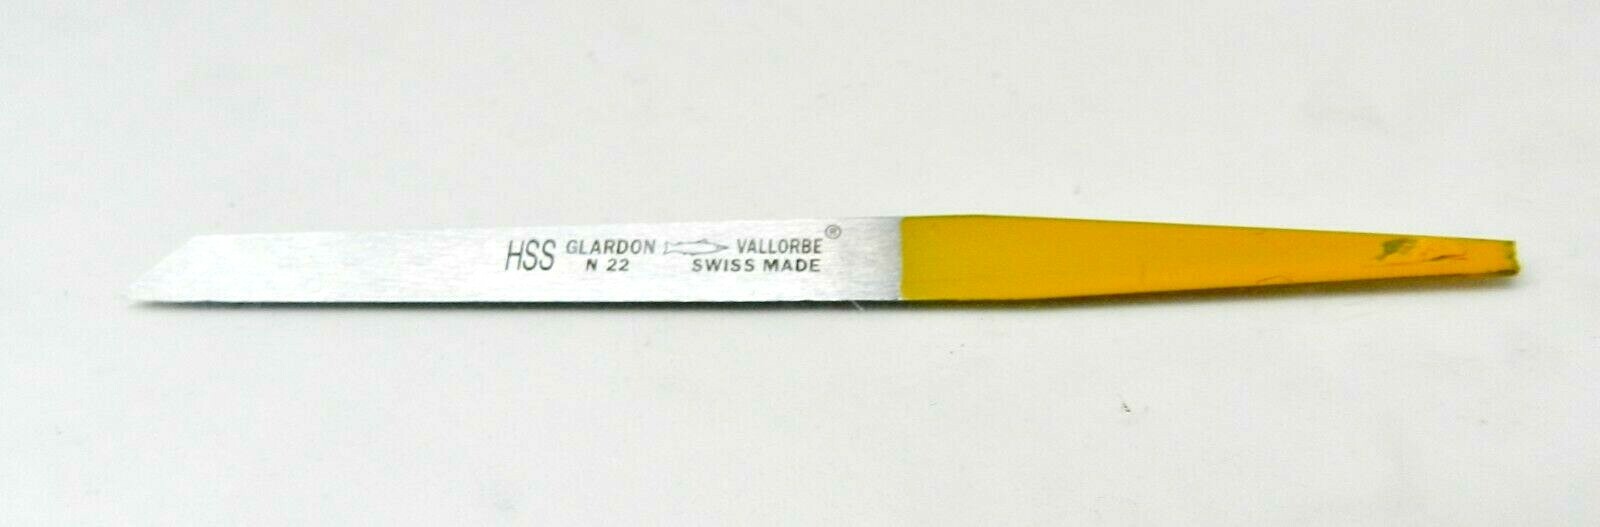 HSS GLARDON VALLORBE®
N 22 SWISS MADE